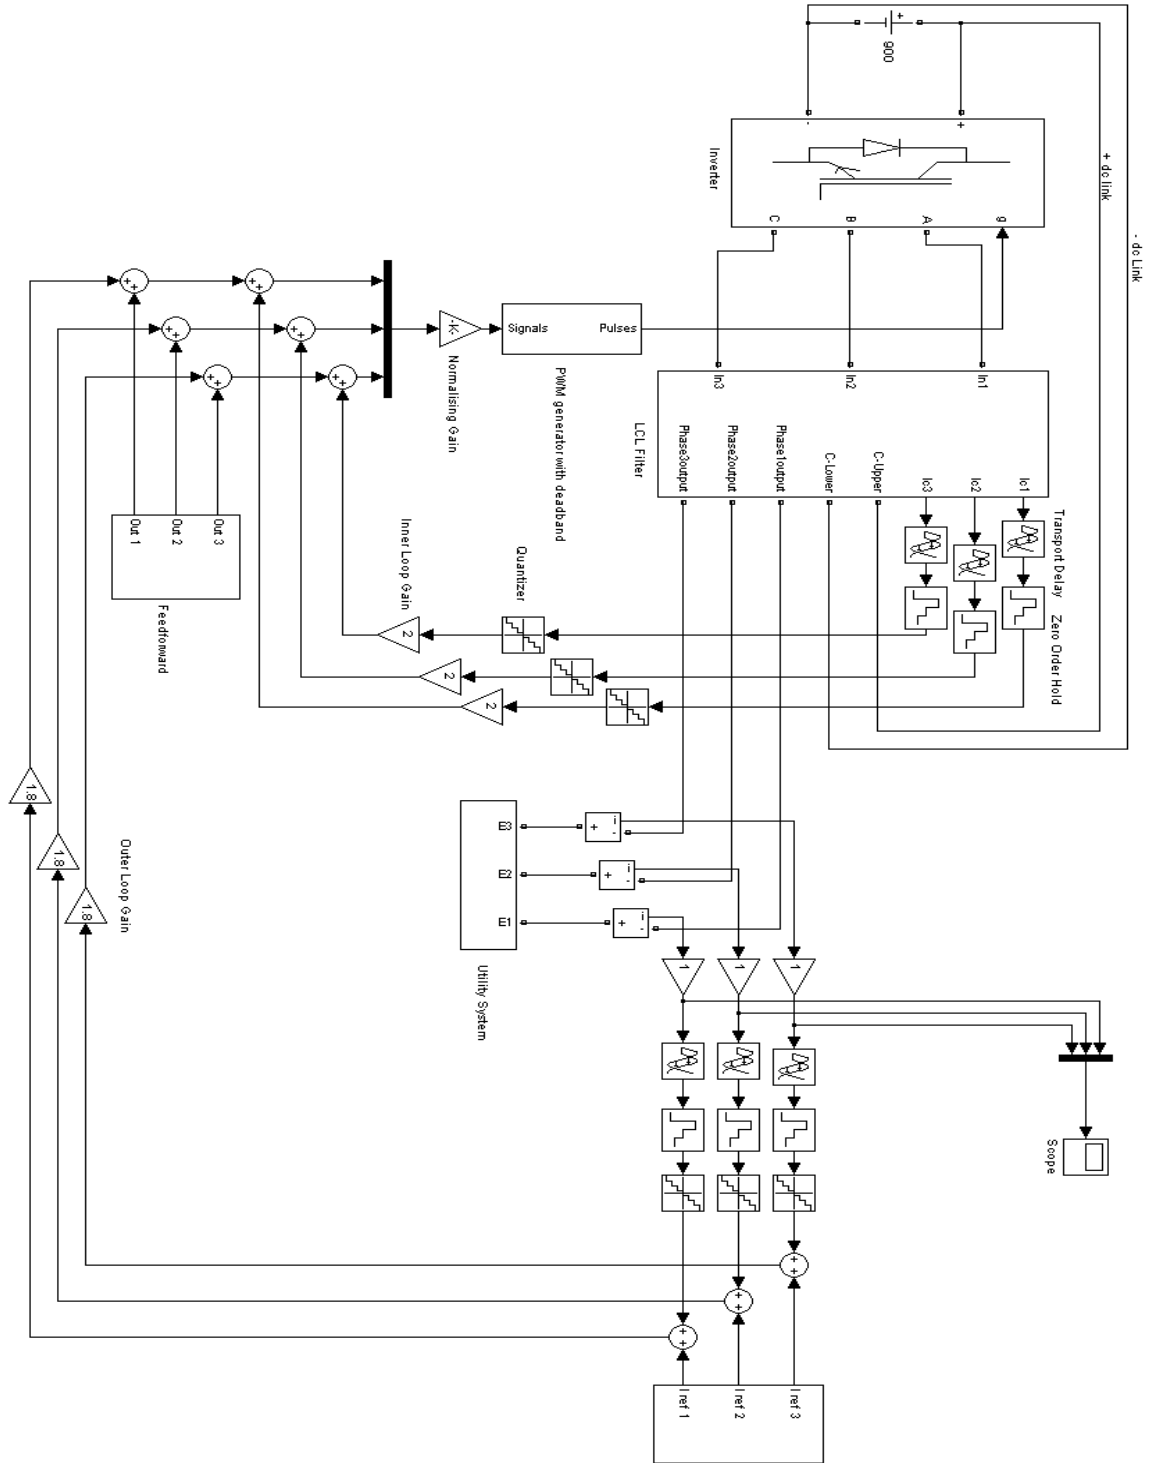 - dc Link
+ dc link
+
900
-
+
Inverter
C
B
A
g
Signals
Pulses
PWM generator with deadband
-K-
Normalising Gain
In3
In2
In1
LCL Filter
Phase3output
Phase2output
Phase1output
C-Lower
C-Upper
Ic3
Ic2
Ic1
Transport Delay
Zero Order Hold
+
+
+
+
+
+
+
+
+
+
+
+
Out 1
Out 2
Out 3
Feedforward
Inner Loop Gain
Quantizer
2
2
2
1.8
1.8
1.8
Outer Loop Gain
E3
E2
E1
Utility System
+
i
-
+
i
-
+
i
-
1
1
1
Scope
+
+
+
+
+
+
I ref 1
I ref 2
I ref 3